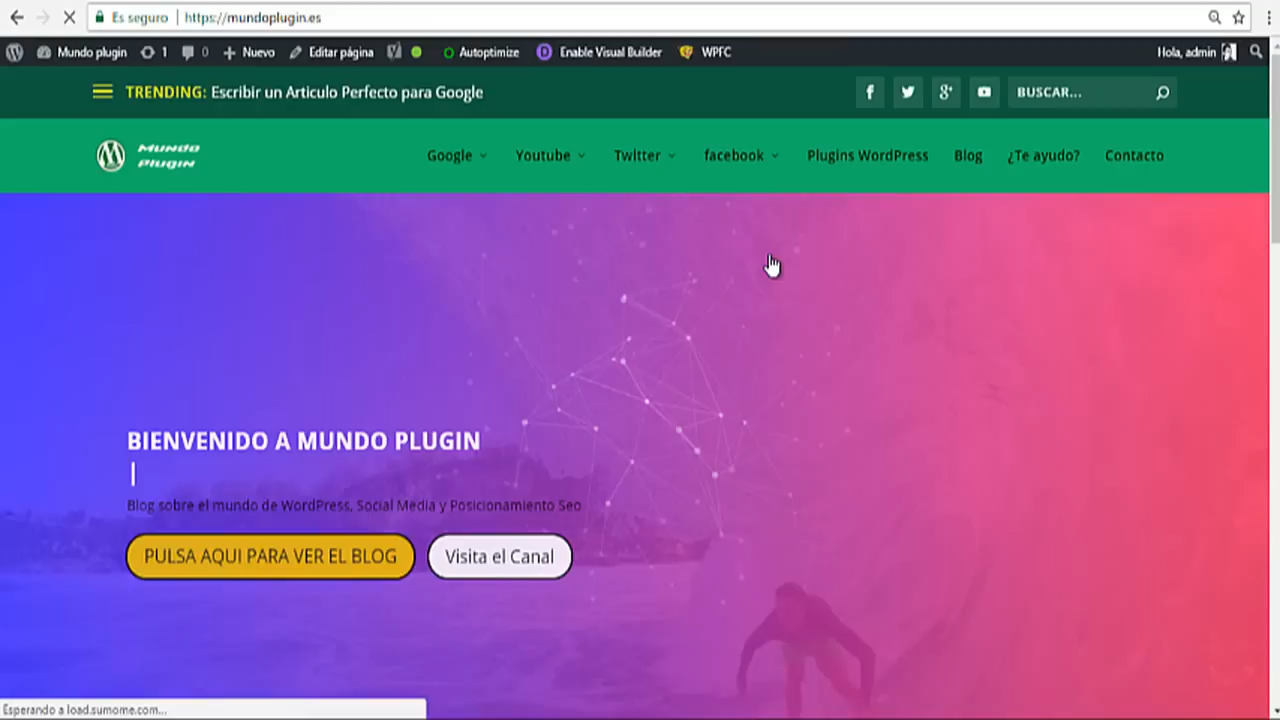 Es seguro https://mundoplugin.es
Mundo plugin 1 0 Nuevo Editar página Autoptimize Enable Visual Builder WPFC Hola, admin
TRENDING: Escribir un Articulo Perfecto para Google
BUSCAR...
Mundo
Plugin
Google Youtube Twitter facebook Plugins WordPress Blog ¿Te ayudo? Contacto
BIENVENIDO A MUNDO PLUGIN
Blog sobre el mundo de WordPress, Social Media y Posicionamiento Seo
PULSA AQUI PARA VER EL BLOG Visita el Canal
Esperando a load.sumome.com...